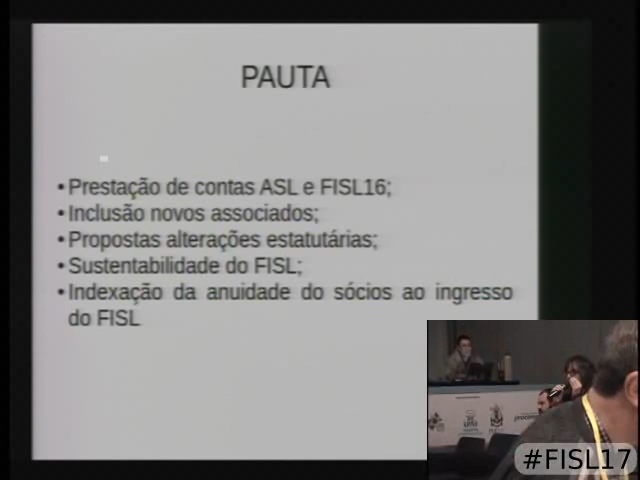 PAUTA
• Prestação de contas ASL e FISL16;
• Inclusão novos associados;
• Propostas alterações estatutárias;
• Sustentabilidade do FISL;
• Indexação da anuidade do sócios ao ingresso
do FISL
#FISL17